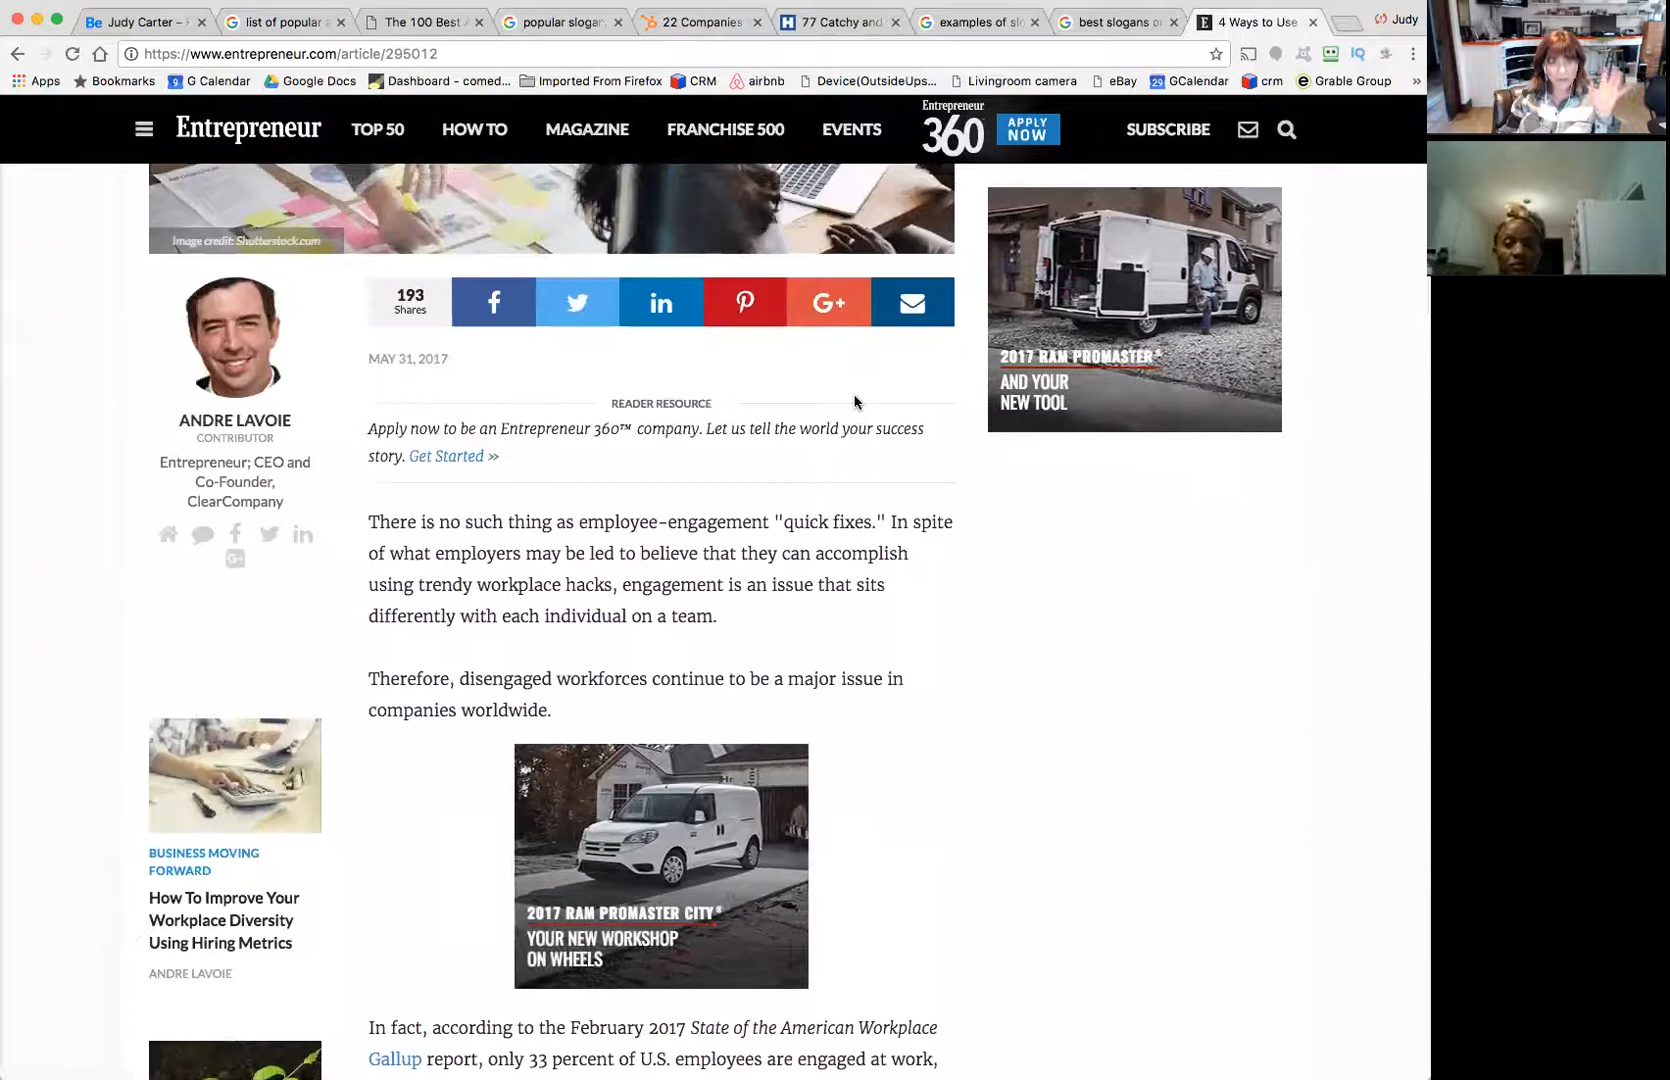 Judy Carter –
list of popular
The 100 Best
popular slogan
22 Companies
77 Catchy and
examples of sl
best slogans o
4 Ways to Use
Judy
https://www.entrepreneur.com/article/295012
Apps
Bookmarks
G Calendar
Google Docs
Dashboard - comed...
Imported From Firefox
CRM
airbnb
Device(OutsideUps...
Livingroom camera
eBay
GCalendar
crm
Grable Group
Entrepreneur
TOP 50
HOW TO
MAGAZINE
FRANCHISE 500
EVENTS
Entrepreneur
360
APPLY
NOW
SUBSCRIBE
Image credit: Shutterstock.com
193
Shares
MAY 31, 2017
READER RESOURCE
Apply now to be an Entrepreneur 360™ company. Let us tell the world your success
story. Get Started »
ANDRE LAVOIE
CONTRIBUTOR
Entrepreneur; CEO and
Co-Founder,
ClearCompany
There is no such thing as employee-engagement "quick fixes." In spite
of what employers may be led to believe that they can accomplish
using trendy workplace hacks, engagement is an issue that sits
differently with each individual on a team.
Therefore, disengaged workforces continue to be a major issue in
companies worldwide.
2017 RAM PROMASTER CITY®
YOUR NEW WORKSHOP
ON WHEELS
In fact, according to the February 2017 State of the American Workplace
Gallup report, only 33 percent of U.S. employees are engaged at work,
BUSINESS MOVING
FORWARD
How To Improve Your
Workplace Diversity
Using Hiring Metrics
ANDRE LAVOIE
2017 RAM PROMASTER®
AND YOUR
NEW TOOL